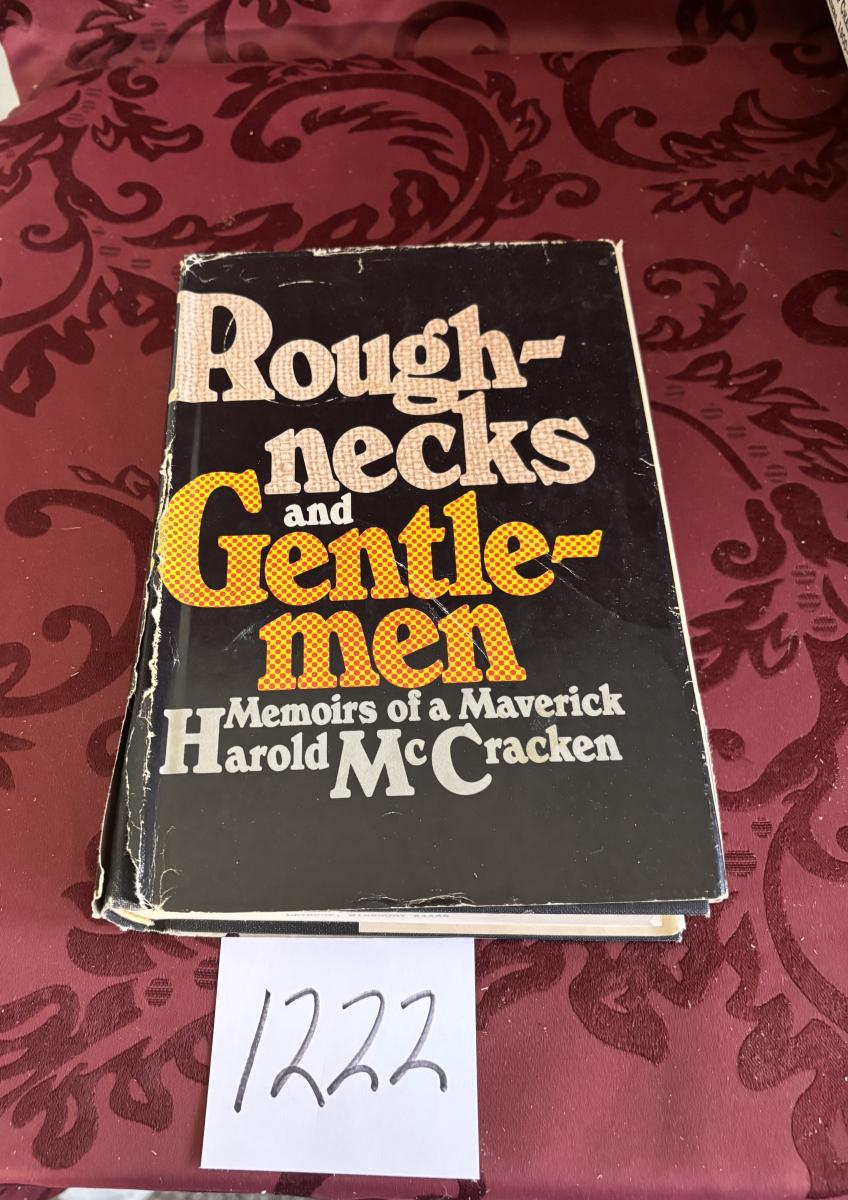 Rough-
necks
and
Gentle-
men
Memoirs of a Maverick
Harold McCracken
1222